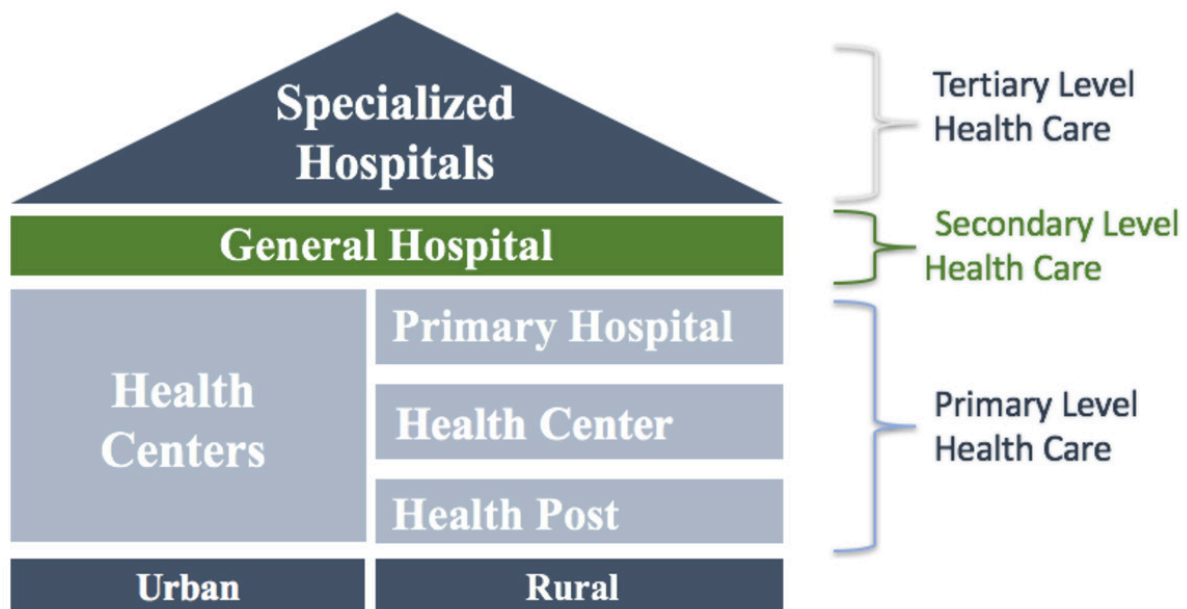 Specialized
Hospitals
Tertiary Level
Health Care
General Hospital
Secondary Level
Health Care
Health
Centers
Primary Hospital
Health Center
Health Post
Primary Level
Health Care
Urban
Rural